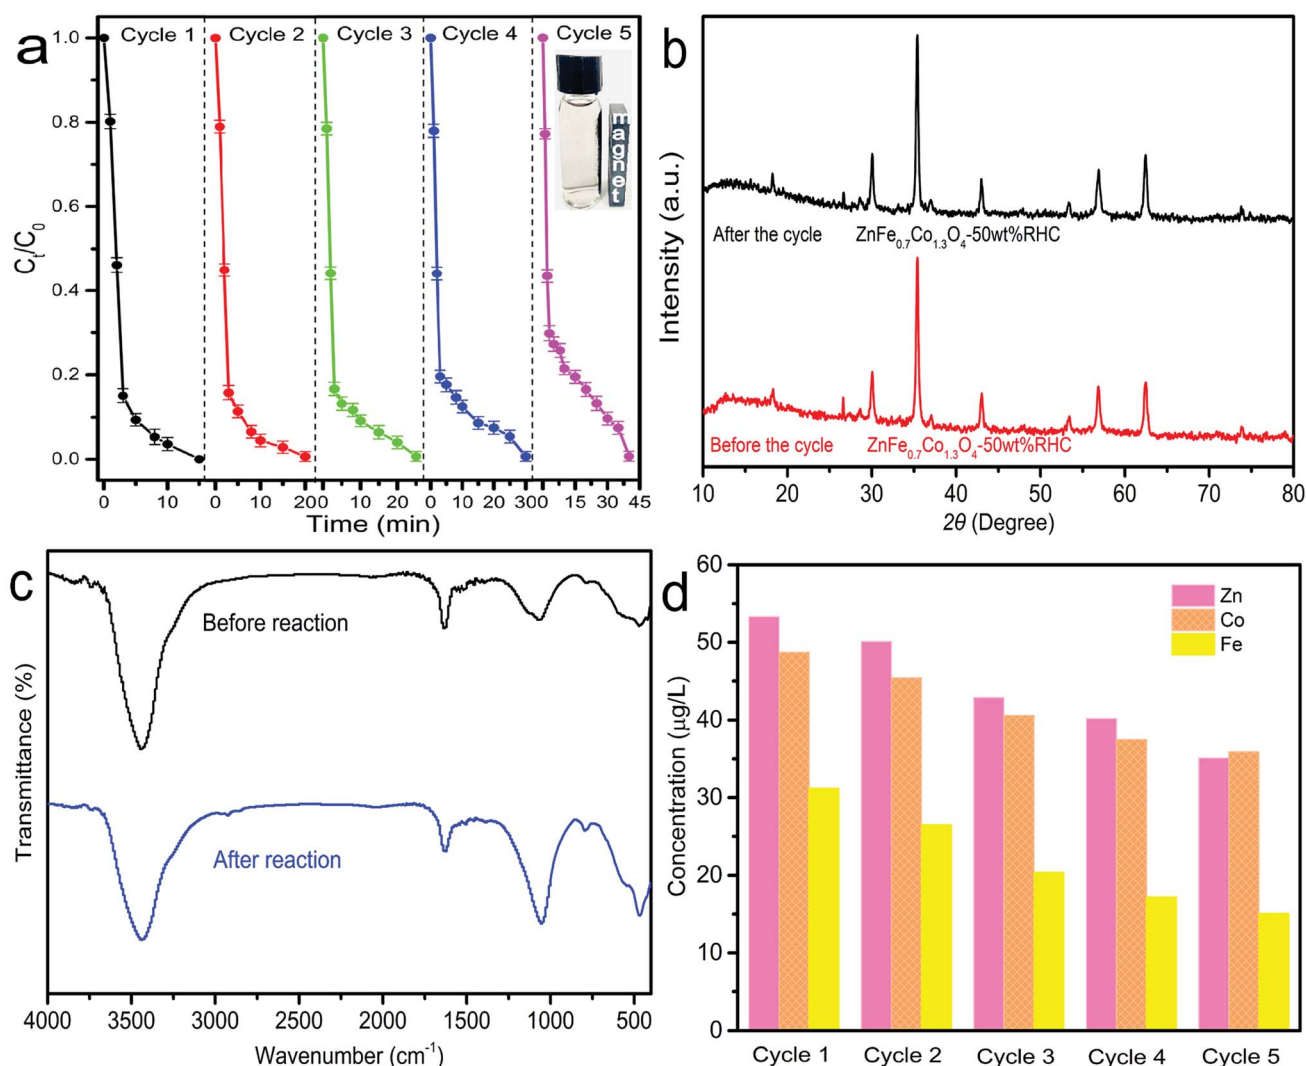 a
Cycle 1 Cycle 2 Cycle 3 Cycle 4 Cycle 5
1.0
0.8
0.6
0.4
0.2
0.0
Cₜ/C₀
magnet
0 10 0 10 20 0 10 20 0 10 20 30 0 15 30 45
Time (min)
b
Intensity (a.u.)
After the cycle ZnFe₀.₇Co₁.₃O₄-50wt%RHC
Before the cycle ZnFe₀.₇Co₁.₃O₄-50wt%RHC
10 20 30 40 50 60 70 80
2θ (Degree)
c
Transmittance (%)
Before reaction
After reaction
4000 3500 3000 2500 2000 1500 1000 500
Wavenumber (cm⁻¹)
d
60
50
40
30
20
10
0
Concentration (μg/L)
Zn
Co
Fe
Cycle 1 Cycle 2 Cycle 3 Cycle 4 Cycle 5